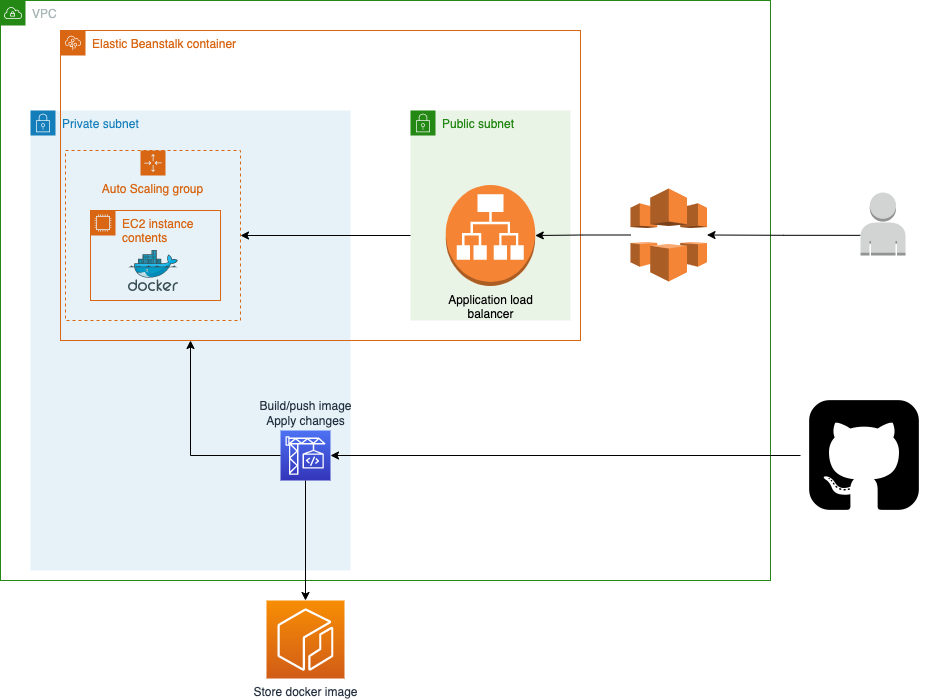 VPC
Elastic Beanstalk container
Private subnet
Public subnet
Auto Scaling group
EC2 instance
contents
docker
Application load
balancer
Build/push image
Apply changes
</>
Store docker image